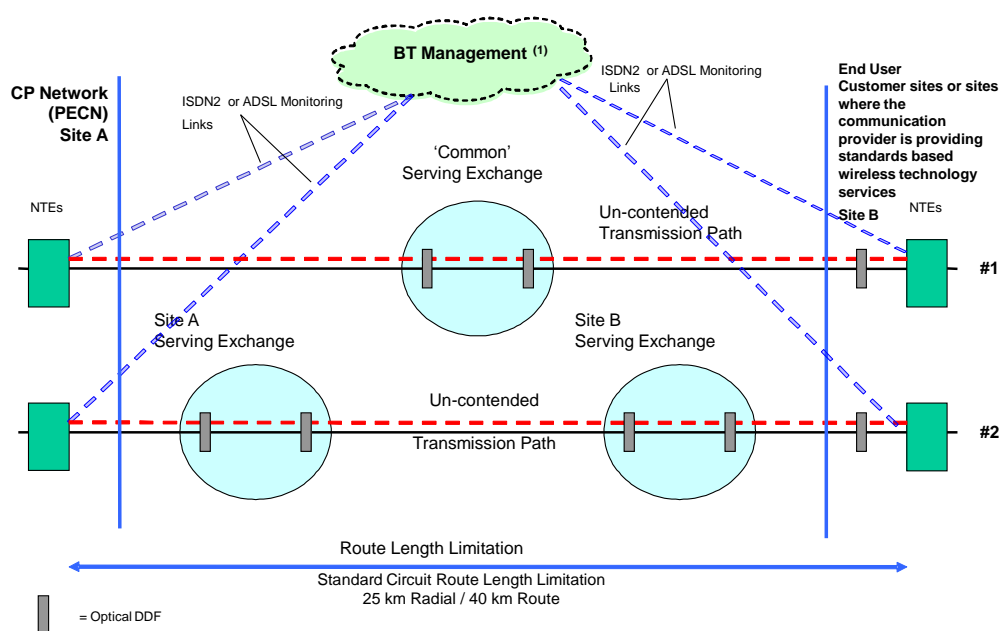 BT Management (1)
CP Network
(PECN)
Site A
ISDN2 or ADSL Monitoring
Links
ISDN2 or ADSL Monitoring
Links
End User
Customer sites or sites
where the
communication
provider is providing
standards based
wireless technology
services
Site B
'Common'
Serving Exchange
NTEs
NTEs
Un-contended
Transmission Path
#1
Site A
Serving Exchange
Site B
Serving Exchange
Un-contended
Transmission Path
#2
Route Length Limitation
Standard Circuit Route Length Limitation
25 km Radial / 40 km Route
= Optical DDF